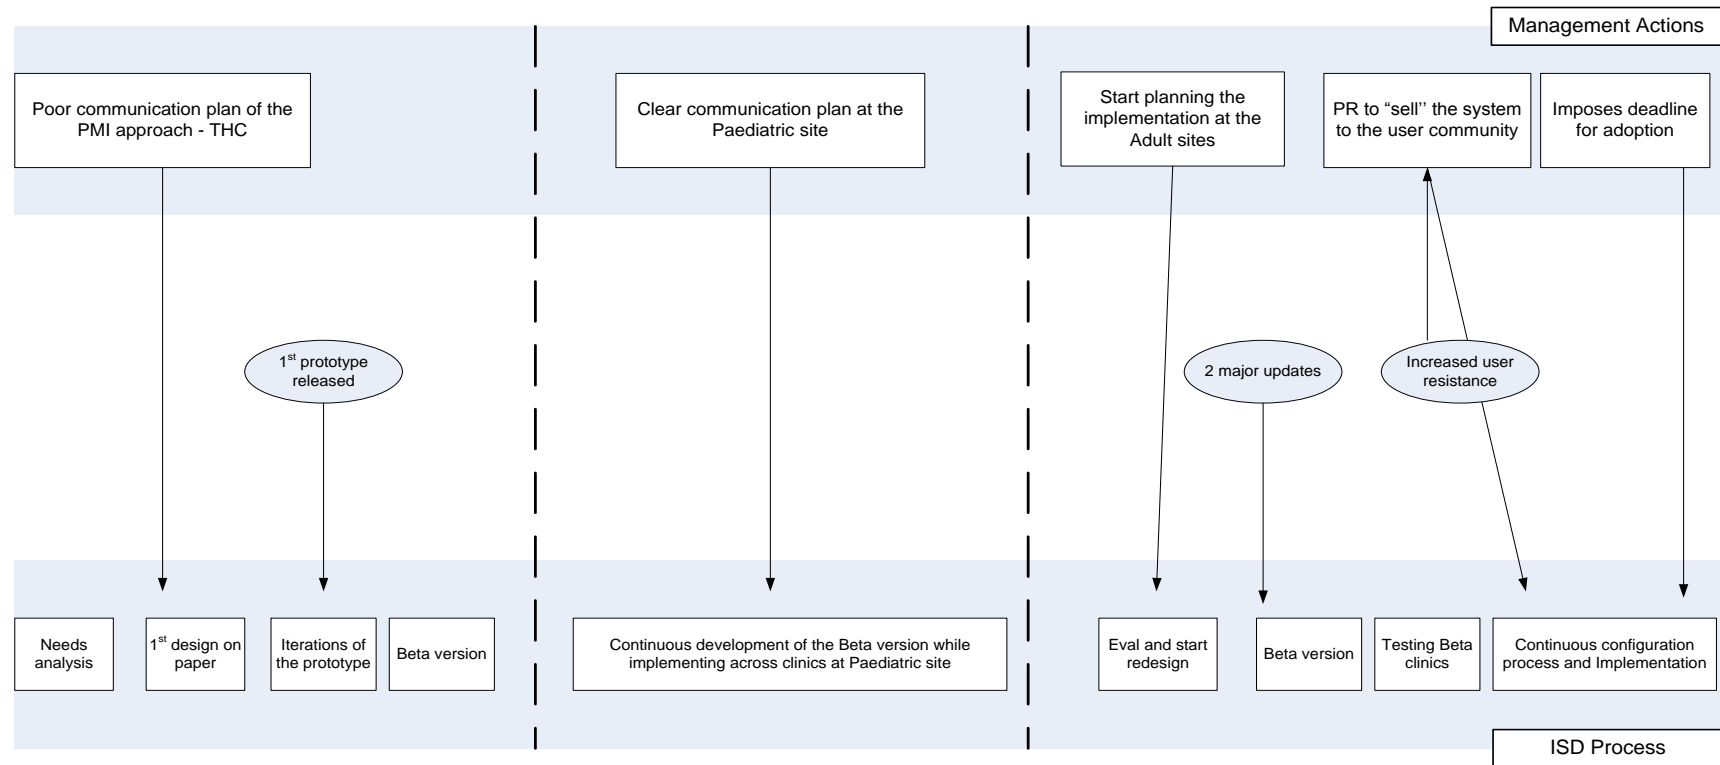 Management Actions
Poor communication plan of the
PMI approach - THC
Clear communication plan at the
Paediatric site
Start planning the
implementation at the
Adult sites
PR to “sell’’ the system
to the user community
Imposes deadline
for adoption
1st prototype
released
2 major updates
Increased user
resistance
Needs
analysis
1st design on
paper
Iterations of
the prototype
Beta version
Continuous development of the Beta version while
implementing across clinics at Paediatric site
Eval and start
redesign
Beta version
Testing Beta
clinics
Continuous configuration
process and Implementation
ISD Process